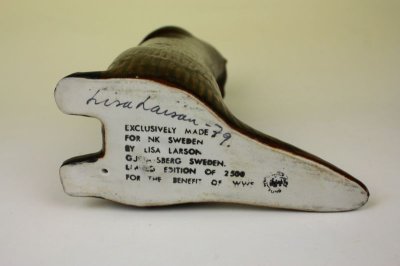 Lisa Larson -79.
EXCLUSIVELY MADE
FOR NK SWEDEN
BY LISA LARSON
SWEDEN.
LIMITED EDITION OF 2500
FOR THE BENEFIT OF WWF